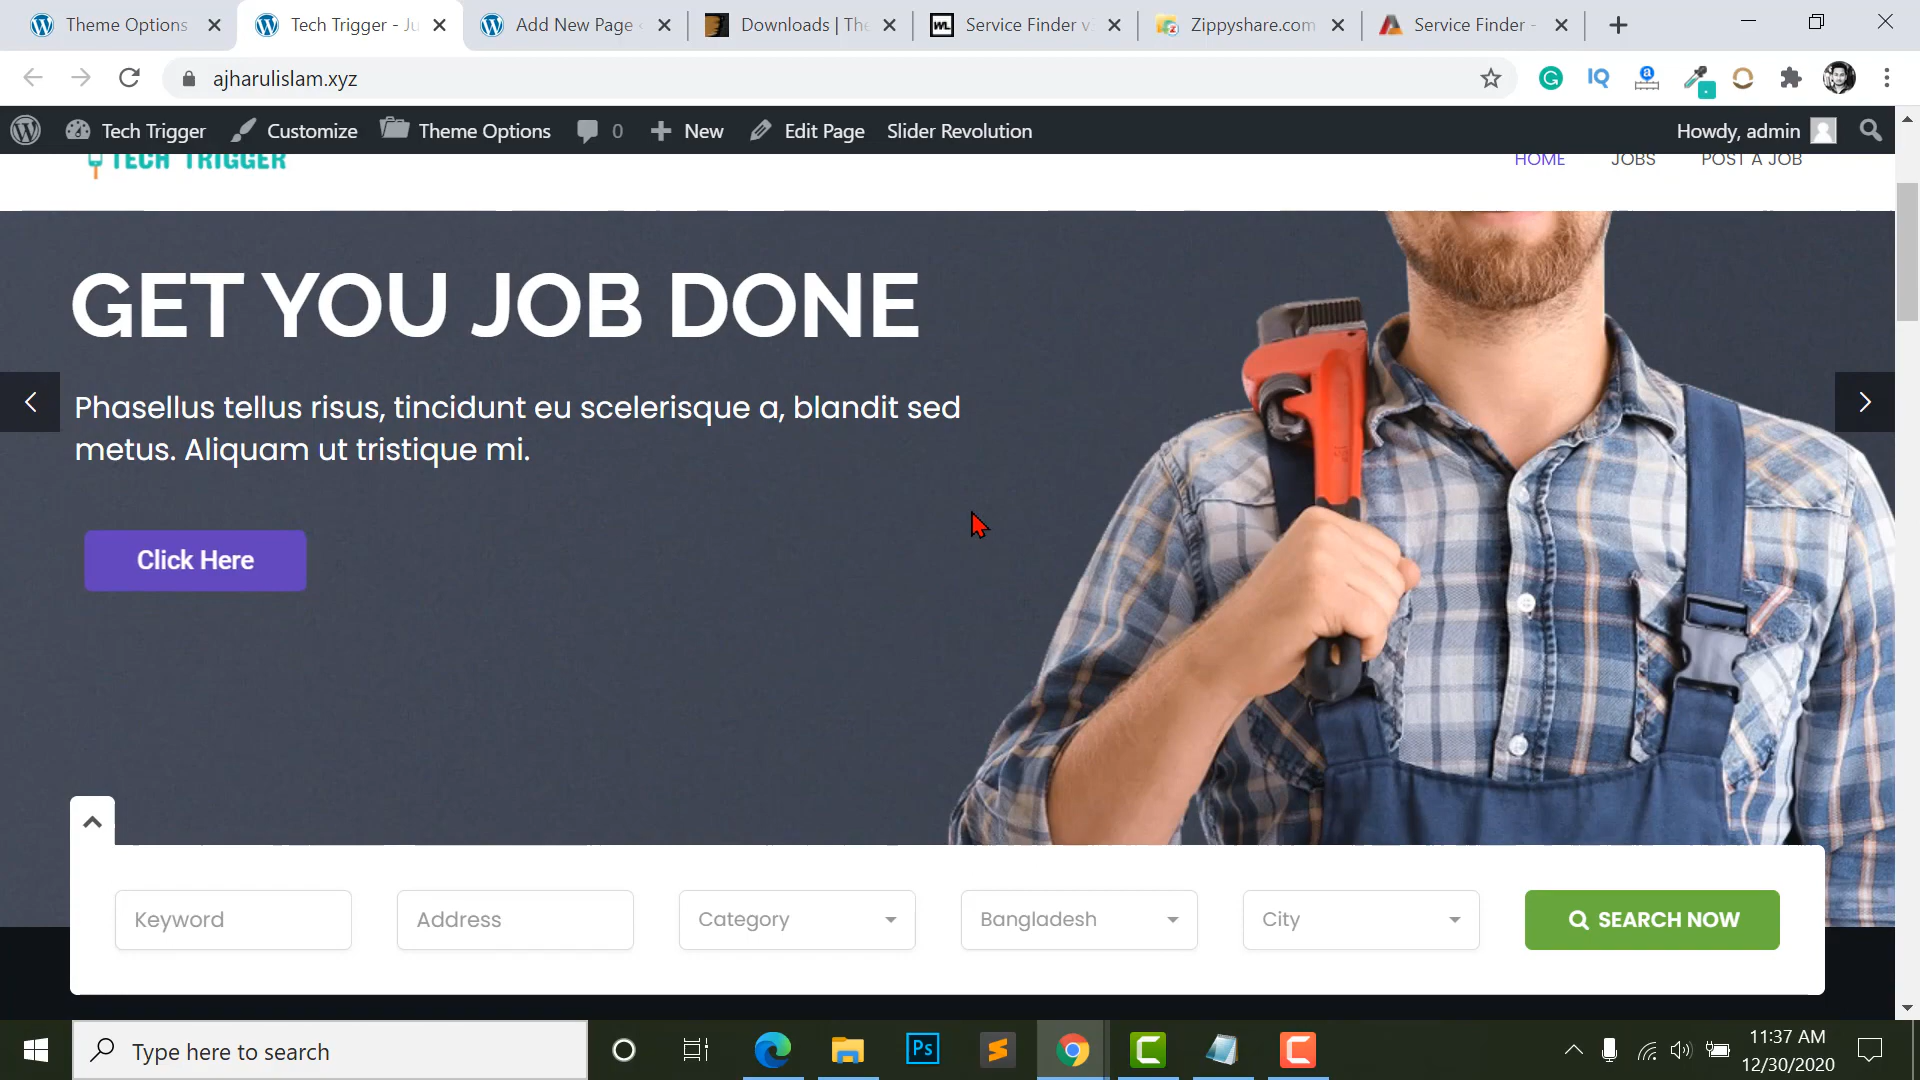 Theme Options
Tech Trigger - Ju
Add New Page
Downloads | The
Service Finder v
Zippyshare.com
Service Finder -
ajharulislam.xyz
Tech Trigger Customize Theme Options 0 New Edit Page Slider Revolution Howdy, admin
TECH TRIGGER
HOME JOBS POST A JOB
GET YOU JOB DONE
Phasellus tellus risus, tincidunt eu scelerisque a, blandit sed
metus. Aliquam ut tristique mi.
Click Here
Keyword Address Category Bangladesh City SEARCH NOW
Type here to search
11:37 AM
12/30/2020